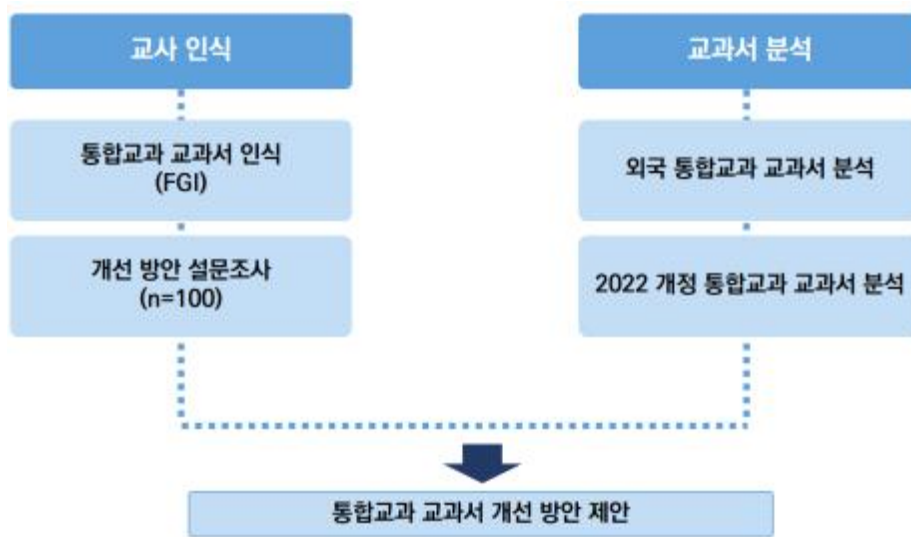 교사 인식
통합교과 교과서 인식
(FGI)
개선 방안 설문조사
(n=100)
교과서 분석
외국 통합교과 교과서 분석
2022 개정 통합교과 교과서 분석
통합교과 교과서 개선 방안 제안